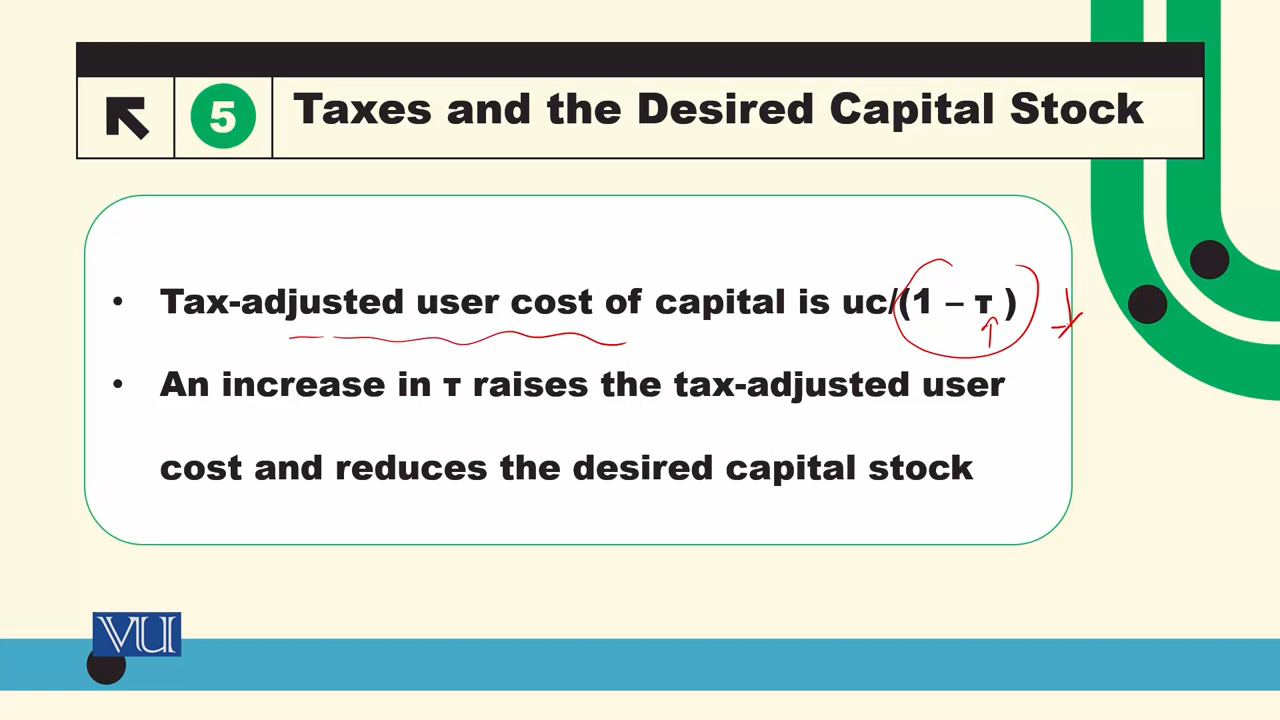 5
Taxes and the Desired Capital Stock
• Tax-adjusted user cost of capital is uc/(1 – τ )
• An increase in τ raises the tax-adjusted user
cost and reduces the desired capital stock
VU